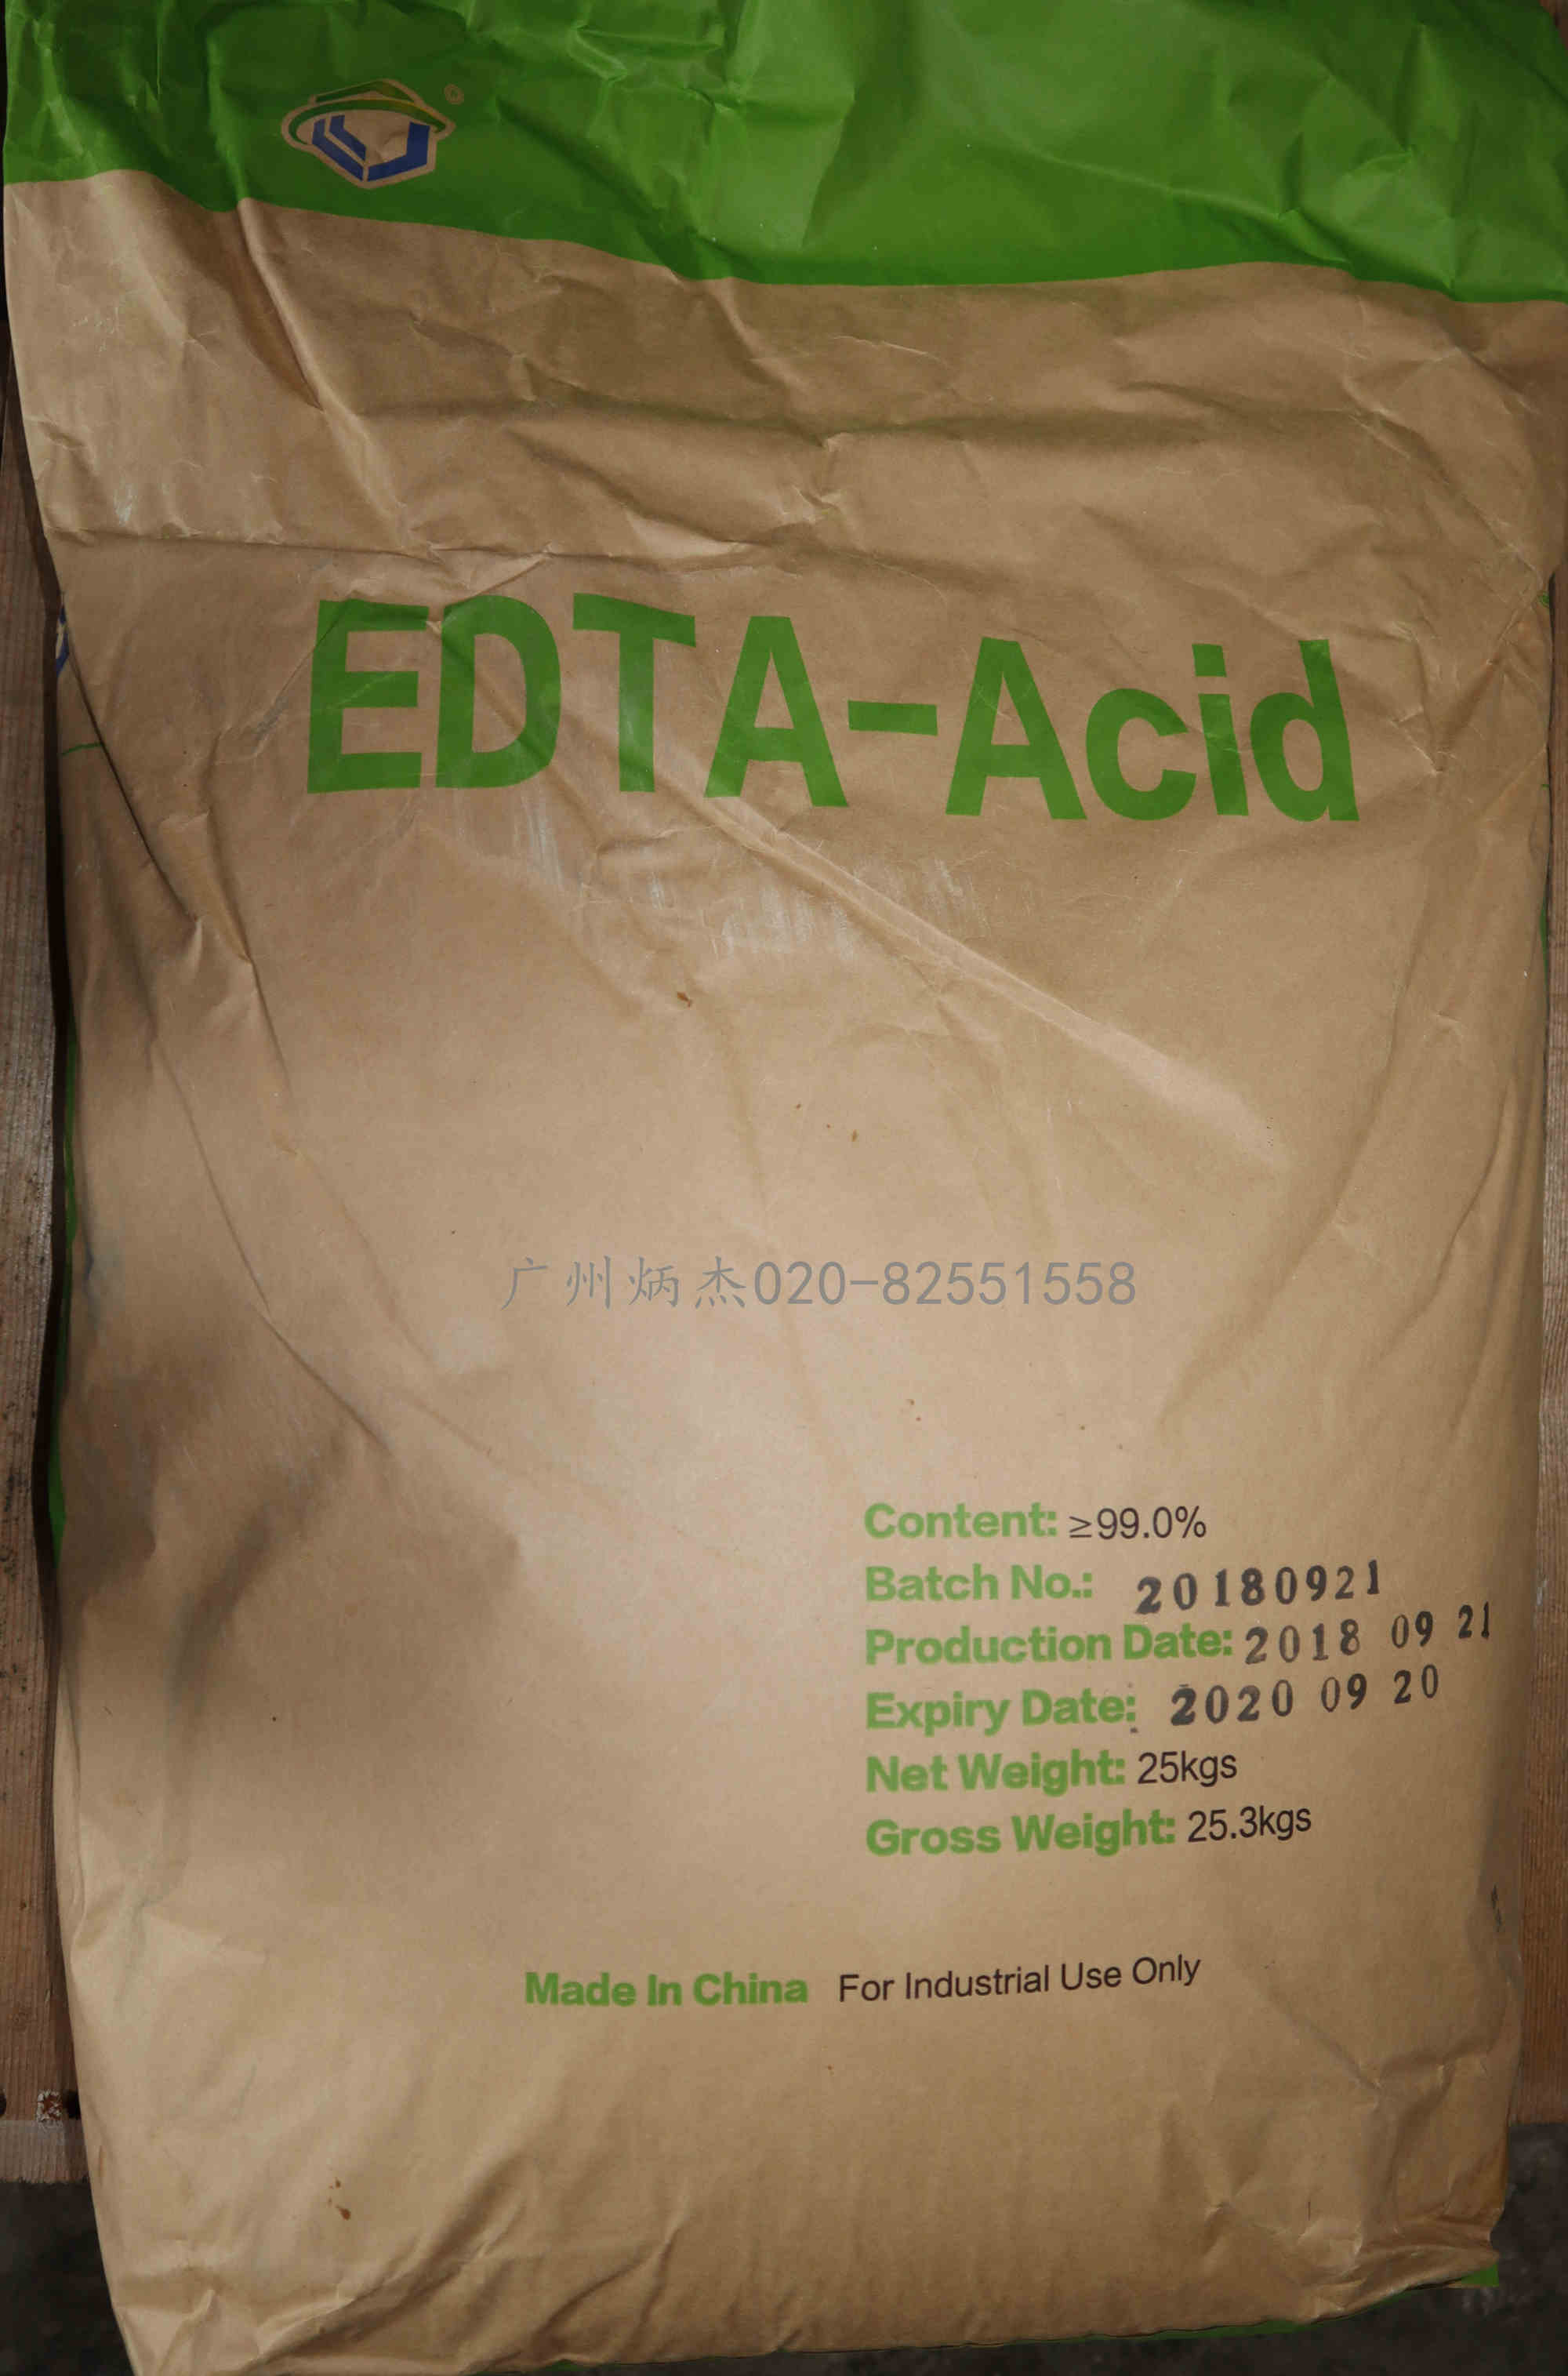 ®
EDTA-Acid
广州炳杰020-82551558
Content: ≥99.0%
Batch No.: 20180921
Production Date: 2018 09 21
Expiry Date: 2020 09 20
Net Weight: 25kgs
Gross Weight: 25.3kgs
Made In China For Industrial Use Only